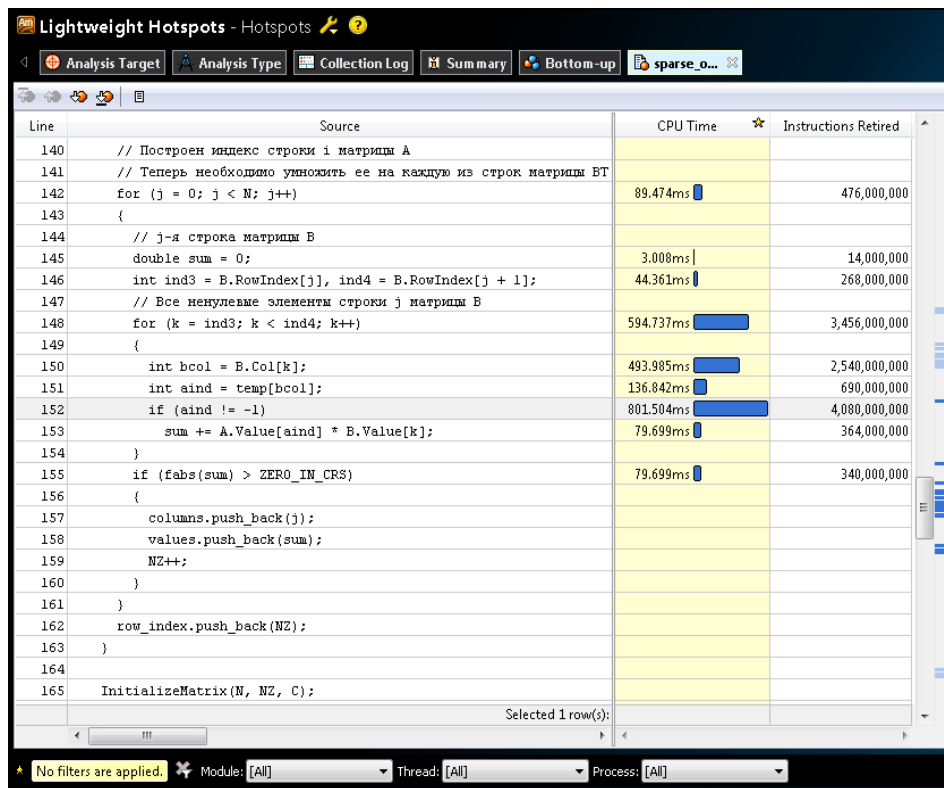 Lightweight Hotspots - Hotspots
Analysis Target Analysis Type Collection Log Summary Bottom-up sparse_o...
Line Source CPU Time Instructions Retired
140 // Построен индекс строки i матрицы A
141 // Теперь необходимо умножить ее на каждую из строк матрицы BT
142 for (j = 0; j < N; j++) 89.474ms 476,000,000
143 {
144 // j-я строка матрицы B
145 double sum = 0; 3.008ms 14,000,000
146 int ind3 = B.RowIndex[j], ind4 = B.RowIndex[j + 1]; 44.361ms 268,000,000
147 // Все ненулевые элементы строки j матрицы B
148 for (k = ind3; k < ind4; k++) 594.737ms 3,456,000,000
149 {
150 int bcol = B.Col[k]; 493.985ms 2,540,000,000
151 int aind = temp[bcol]; 136.842ms 690,000,000
152 if (aind != -1) 801.504ms 4,080,000,000
153 sum += A.Value[aind] * B.Value[k]; 79.699ms 364,000,000
154 }
155 if (fabs(sum) > ZERO_IN_CRS) 79.699ms 340,000,000
156 {
157 columns.push_back(j);
158 values.push_back(sum);
159 NZ++;
160 }
161 }
162 row_index.push_back(NZ);
163 }
164
165 InitializeMatrix(N, NZ, C);
Selected 1 row(s):
No filters are applied. Module: [All] Thread: [All] Process: [All]